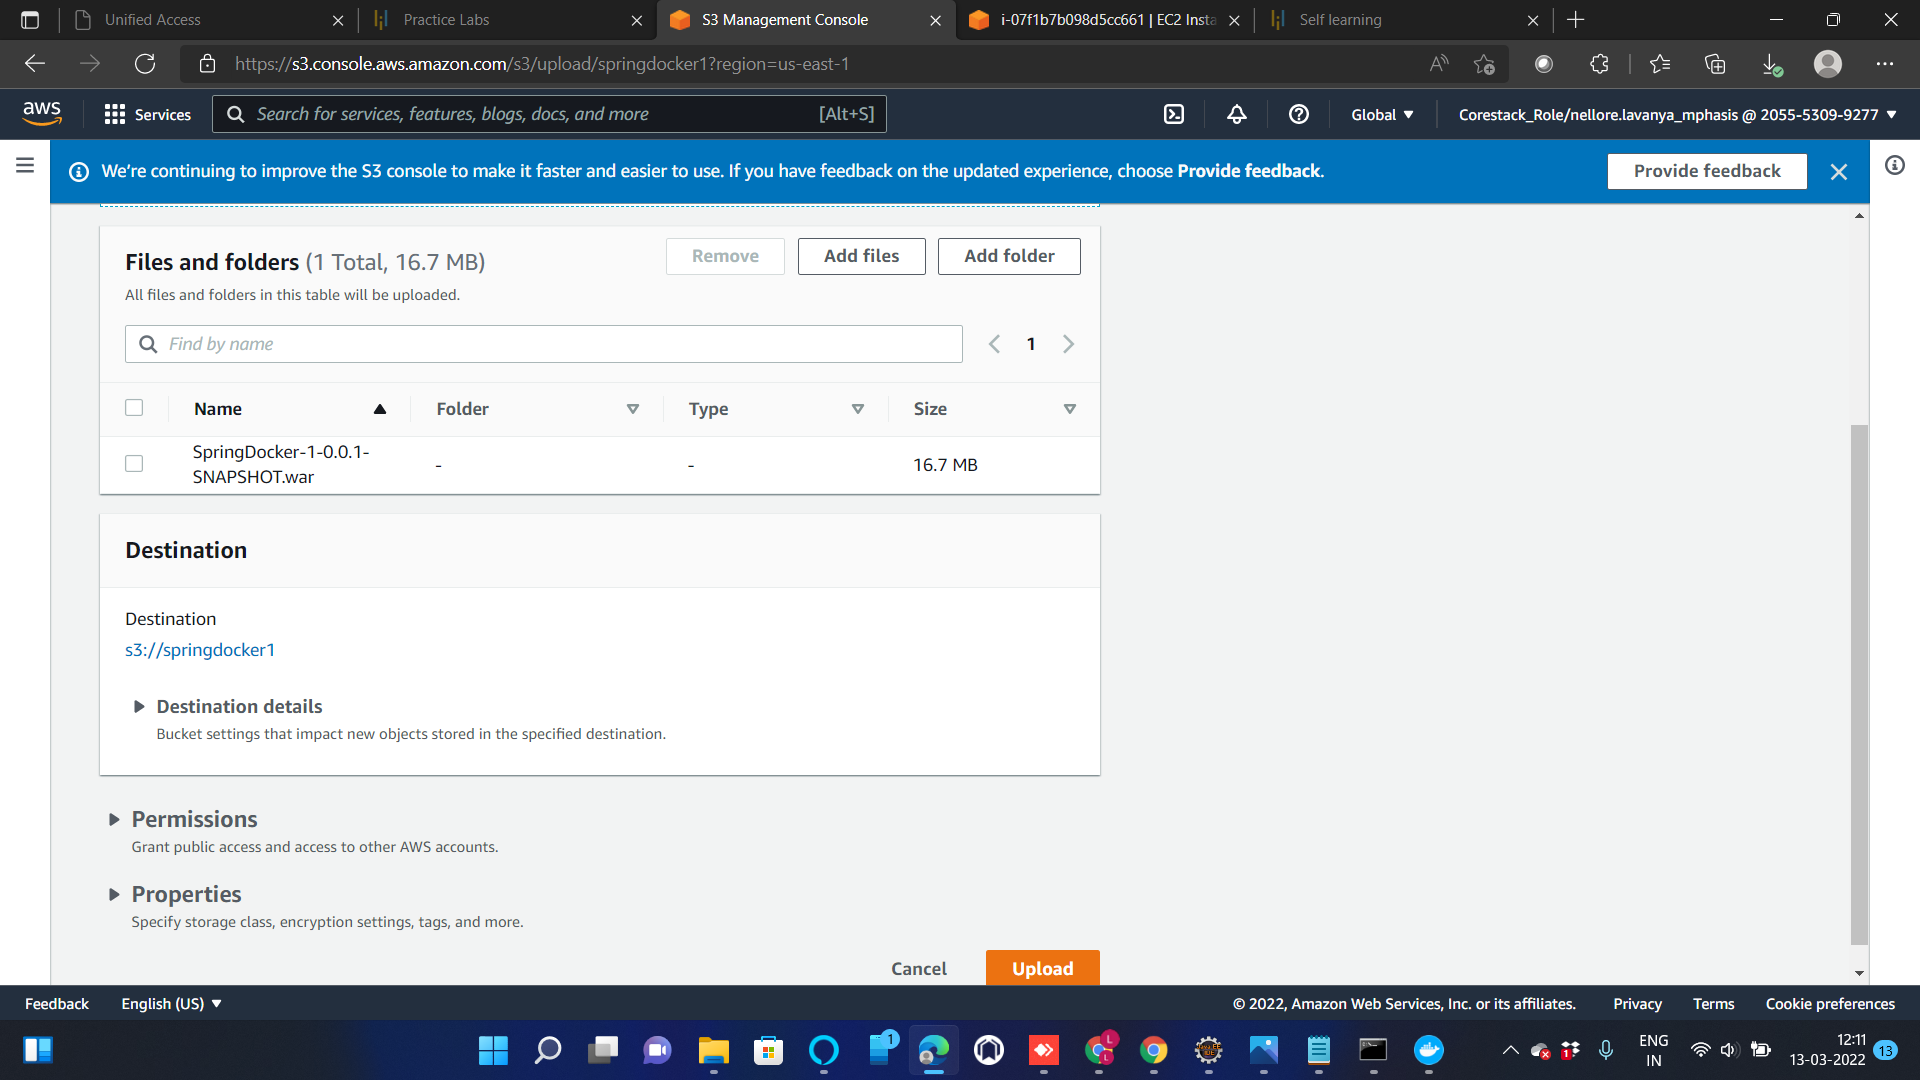 Unified Access
Practice Labs
S3 Management Console
i-07f1b7b098d5cc661 | EC2 Insta
Self learning
https://s3.console.aws.amazon.com/s3/upload/springdocker1?region=us-east-1
aws
Services
Search for services, features, blogs, docs, and more
[Alt+S]
Global
Corestack_Role/nellore.lavanya_mphasis @ 2055-5309-9277
We're continuing to improve the S3 console to make it faster and easier to use. If you have feedback on the updated experience, choose Provide feedback.
Provide feedback
Files and folders (1 Total, 16.7 MB)
Remove
Add files
Add folder
All files and folders in this table will be uploaded.
Find by name
1
Name
Folder
Type
Size
SpringDocker-1-0.0.1-
SNAPSHOT.war
-
-
16.7 MB
Destination
Destination
s3://springdocker1
Destination details
Bucket settings that impact new objects stored in the specified destination.
Permissions
Grant public access and access to other AWS accounts.
Properties
Specify storage class, encryption settings, tags, and more.
Cancel
Upload
Feedback
English (US)
© 2022, Amazon Web Services, Inc. or its affiliates.
Privacy
Terms
Cookie preferences
1
L
L
1
ENG
IN
12:11
13-03-2022
13